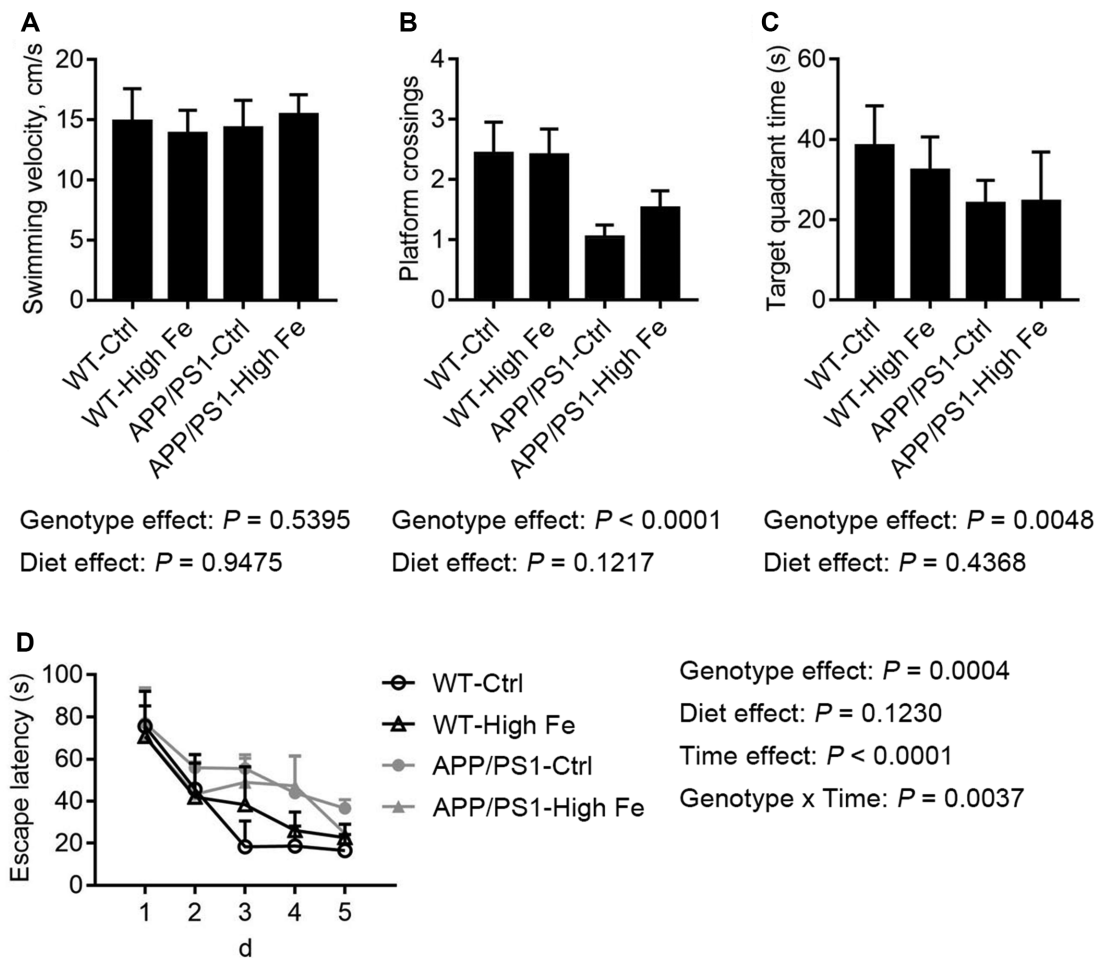 A
Swimming velocity, cm/s
20
15
10
5
0
WT-Ctrl
WT-High Fe
APP/PS1-Ctrl
APP/PS1-High Fe
Genotype effect: P = 0.5395
Diet effect: P = 0.9475
B
Platform crossings
4
3
2
1
0
WT-Ctrl
WT-High Fe
APP/PS1-Ctrl
APP/PS1-High Fe
Genotype effect: P < 0.0001
Diet effect: P = 0.1217
C
Target quadrant time (s)
60
40
20
0
WT-Ctrl
WT-High Fe
APP/PS1-Ctrl
APP/PS1-High Fe
Genotype effect: P = 0.0048
Diet effect: P = 0.4368
D
Escape latency (s)
100
80
60
40
20
0
1 2 3 4 5
d
WT-Ctrl
WT-High Fe
APP/PS1-Ctrl
APP/PS1-High Fe
Genotype effect: P = 0.0004
Diet effect: P = 0.1230
Time effect: P < 0.0001
Genotype x Time: P = 0.0037